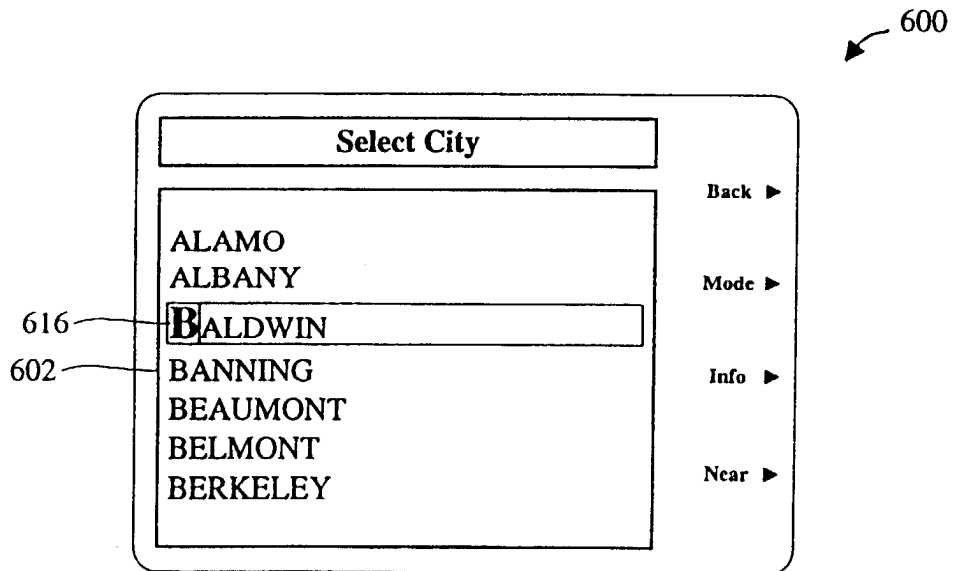 600
Select City
Back ►
ALAMO
ALBANY
Mode ►
616
BALDWIN
602
BANNING
Info ►
BEAUMONT
BELMONT
Near ►
BERKELEY